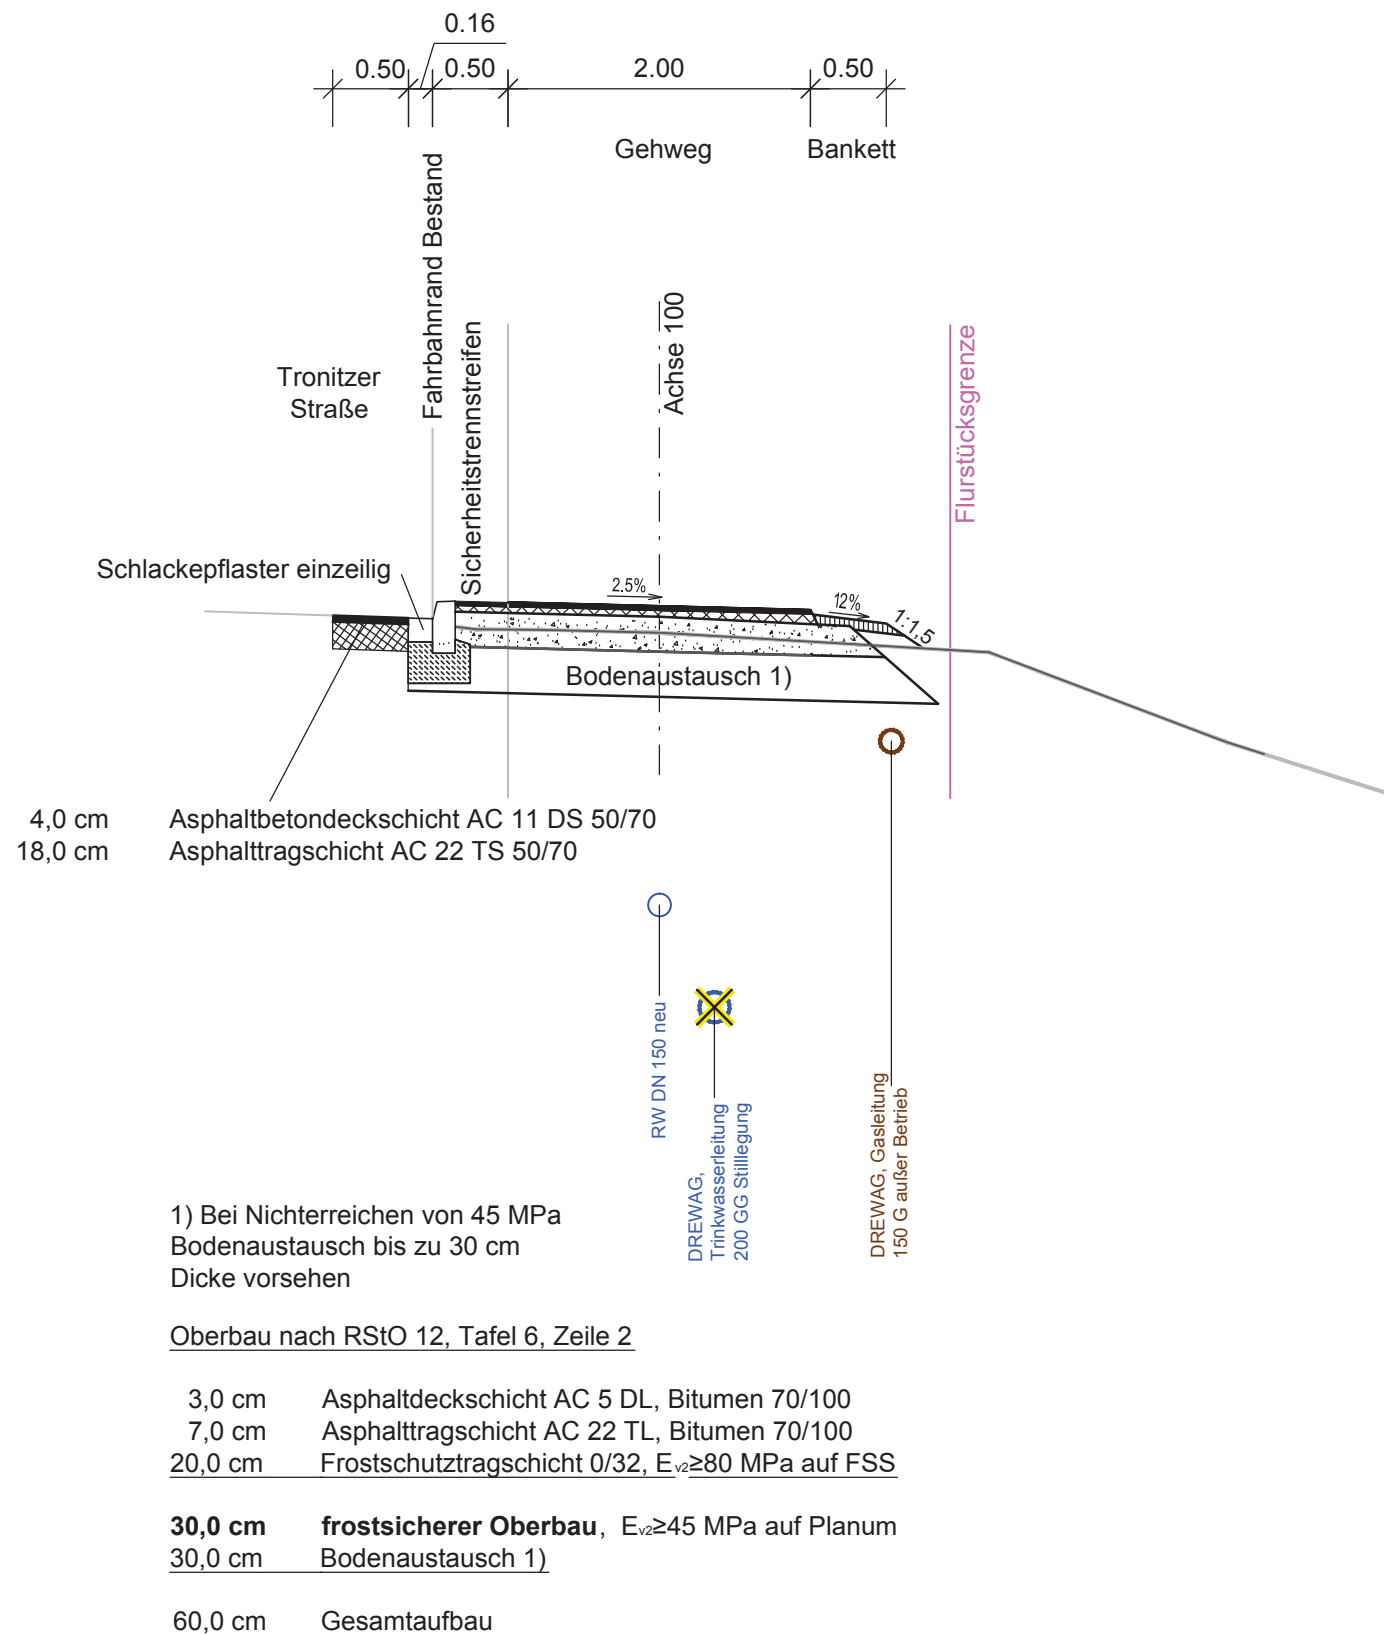 0.16
0.50 0.50 2.00 0.50
Gehweg Bankett
Fahrbahnrand Bestand
Sicherheitstrennstreifen
Achse 100
Flurstücksgrenze
Tronitzer
Straße
Schlackepflaster einzeilig
2.5%
12%
1:1,5
Bodenaustausch 1)
4,0 cm Asphaltbetondeckschicht AC 11 DS 50/70
18,0 cm Asphalttragschicht AC 22 TS 50/70
RW DN 150 neu
DREWAG,
Trinkwasserleitung
200 GG Stilllegung
DREWAG, Gasleitung
150 G außer Betrieb
1) Bei Nichterreichen von 45 MPa
Bodenaustausch bis zu 30 cm
Dicke vorsehen
Oberbau nach RStO 12, Tafel 6, Zeile 2
3,0 cm Asphaltdeckschicht AC 5 DL, Bitumen 70/100
7,0 cm Asphalttragschicht AC 22 TL, Bitumen 70/100
20,0 cm Frostschutztragschicht 0/32, Ev2≥80 MPa auf FSS
30,0 cm frostsicherer Oberbau, Ev2≥45 MPa auf Planum
30,0 cm Bodenaustausch 1)
60,0 cm Gesamtaufbau